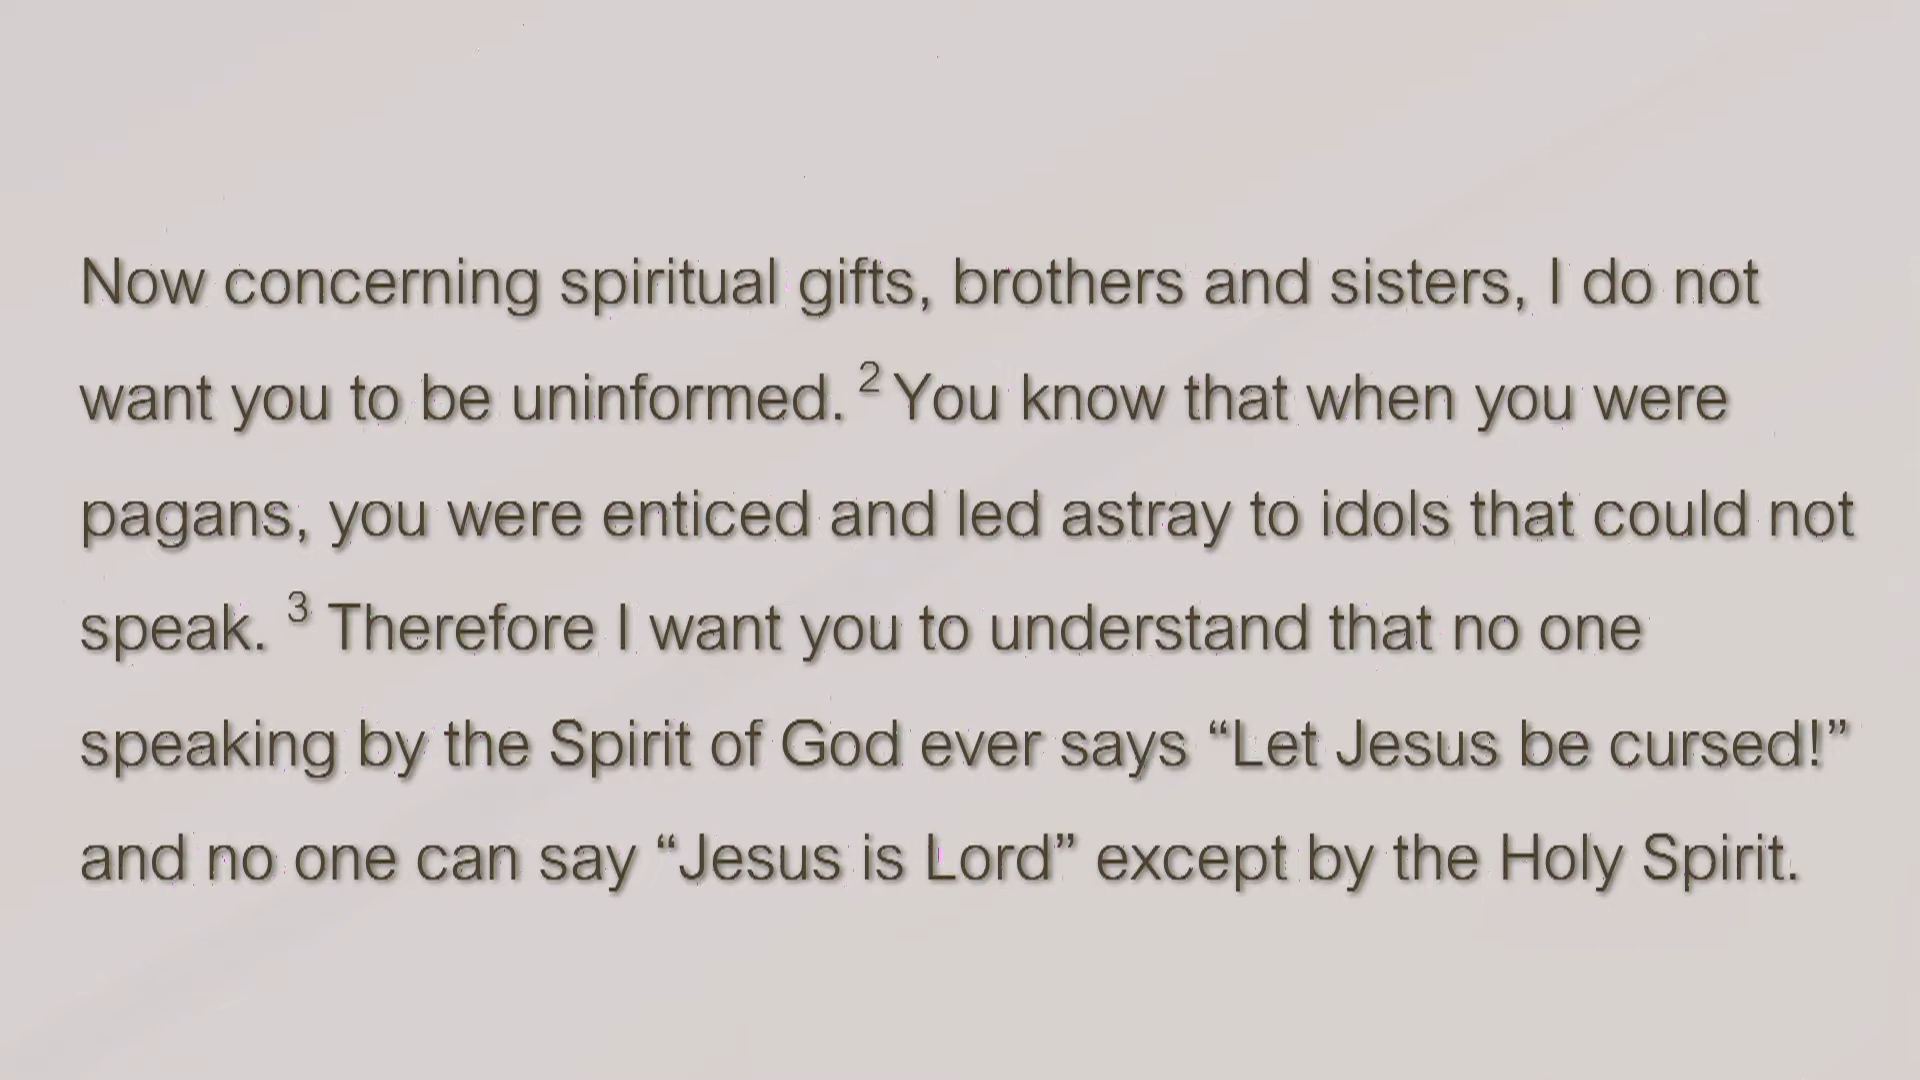 Now concerning spiritual gifts, brothers and sisters, I do not
want you to be uninformed. 2 You know that when you were
pagans, you were enticed and led astray to idols that could not
speak. 3 Therefore I want you to understand that no one
speaking by the Spirit of God ever says “Let Jesus be cursed!”
and no one can say “Jesus is Lord” except by the Holy Spirit.